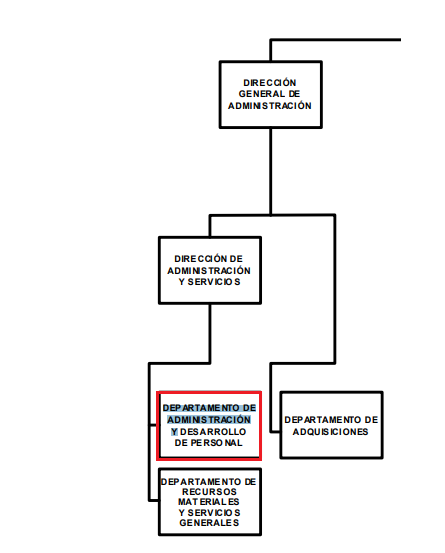 DIRECCIÓN
GENERAL DE
ADMINISTRACIÓN
DIRECCIÓN DE
ADMINISTRACIÓN
Y SERVICIOS
DEPARTAMENTO DE
ADMINISTRACIÓN
Y DESARROLLO
DE PERSONAL
DEPARTAMENTO DE
ADQUISICIONES
DEPARTAMENTO DE
RECURSOS
MATERIALES
Y SERVICIOS
GENERALES